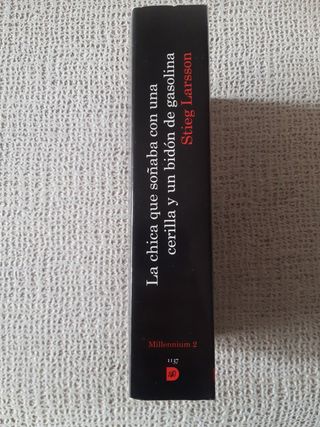 La chica que soñaba con una
cerilla y un bidón de gasolina
Stieg Larsson
Millennium 2
1137